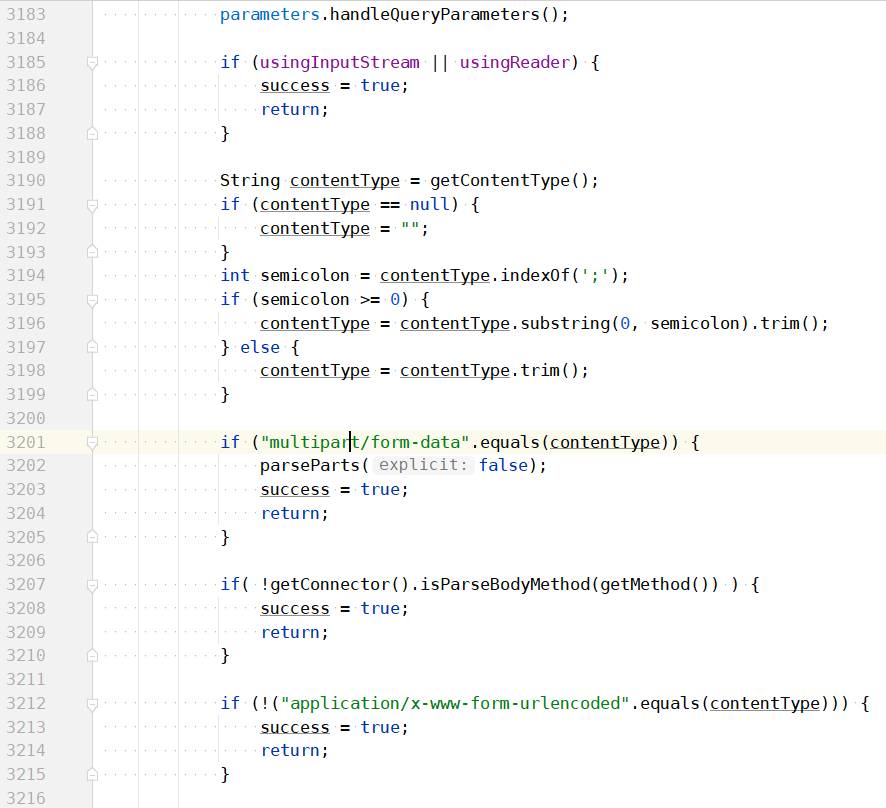 3183 parameters.handleQueryParameters();
3184
3185 if (usingInputStream || usingReader) {
3186 success = true;
3187 return;
3188 }
3189
3190 String contentType = getContentType();
3191 if (contentType == null) {
3192 contentType = "";
3193 }
3194 int semicolon = contentType.indexOf(';');
3195 if (semicolon >= 0) {
3196 contentType = contentType.substring(0, semicolon).trim();
3197 } else {
3198 contentType = contentType.trim();
3199 }
3200
3201 if ("multipart/form-data".equals(contentType)) {
3202 parseParts( explicit: false);
3203 success = true;
3204 return;
3205 }
3206
3207 if( !getConnector().isParseBodyMethod(getMethod()) ) {
3208 success = true;
3209 return;
3210 }
3211
3212 if (!("application/x-www-form-urlencoded".equals(contentType))) {
3213 success = true;
3214 return;
3215 }
3216